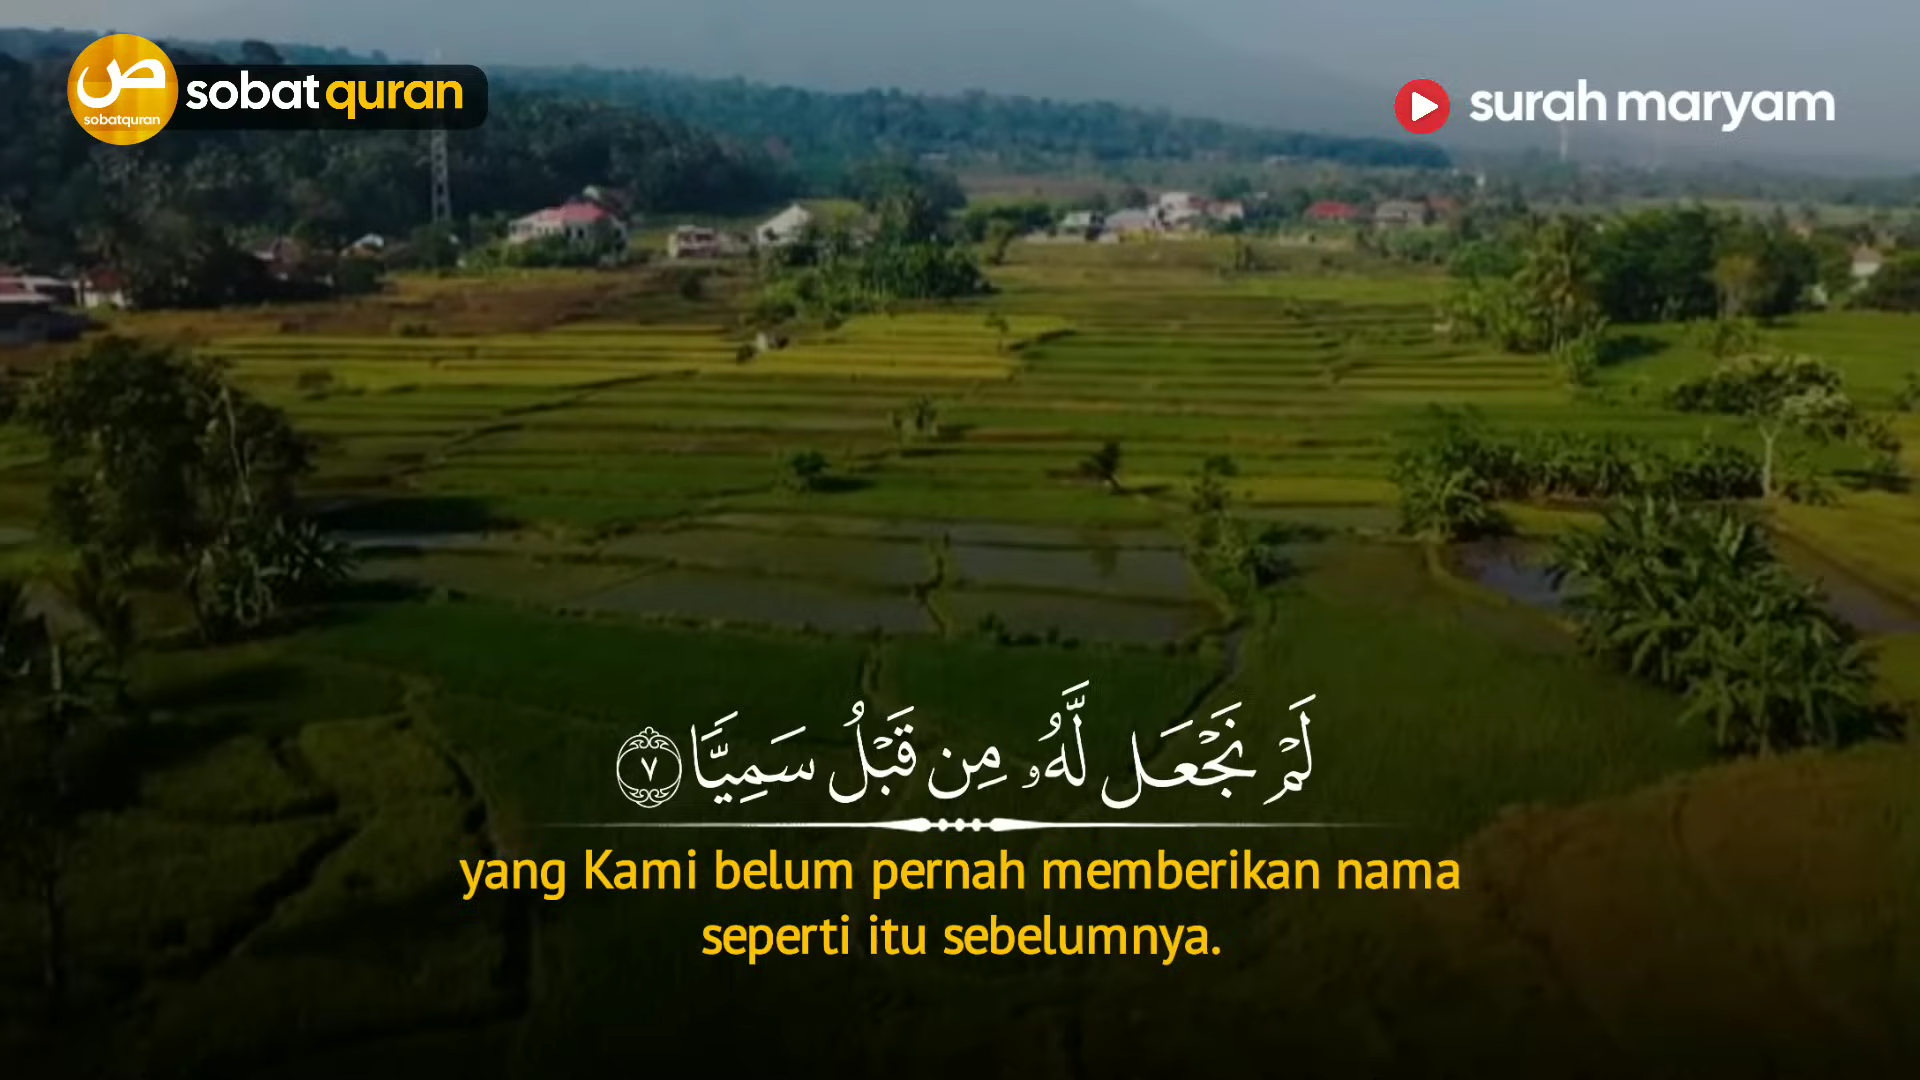 ص
sobatquran
sobat quran
surah maryam
لَمْ نَجْعَل لَّهُۥ مِن قَبْلُ سَمِيًّا ٧
yang Kami belum pernah memberikan nama
seperti itu sebelumnya.